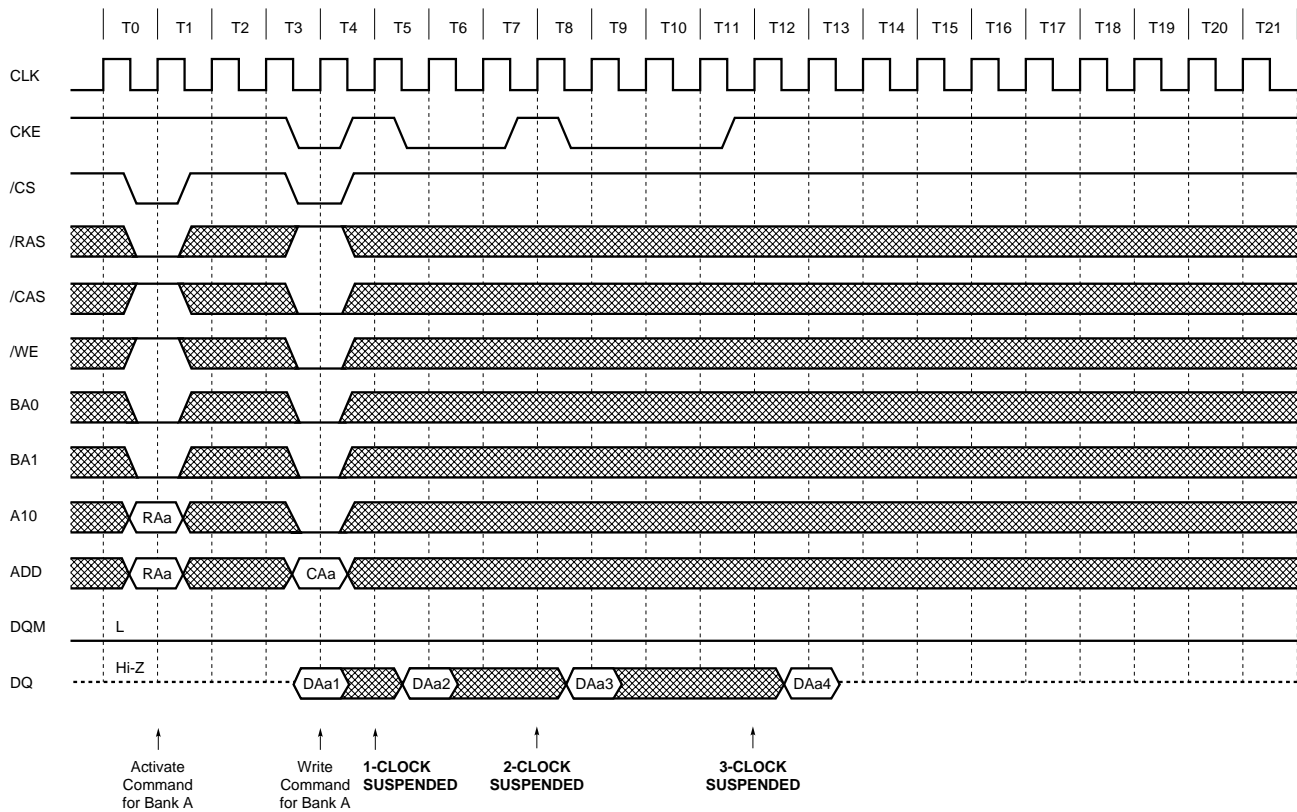 T0 T1 T2 T3 T4 T5 T6 T7 T8 T9 T10 T11 T12 T13 T14 T15 T16 T17 T18 T19 T20 T21
CLK
CKE
/CS
/RAS
/CAS
/WE
BA0
BA1
A10 RAa
ADD RAa CAa
DQM L
Hi-Z
DQ DAa1 DAa2 DAa3 DAa4
Activate
Command
for Bank A
Write
Command
for Bank A
1-CLOCK
SUSPENDED
2-CLOCK
SUSPENDED
3-CLOCK
SUSPENDED